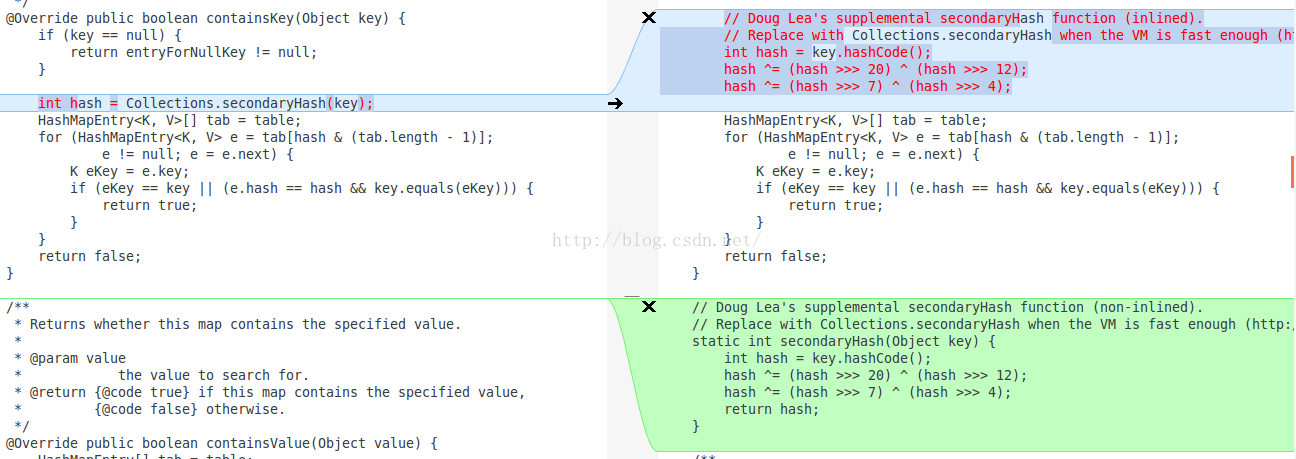 */
@Override public boolean containsKey(Object key) {
    if (key == null) {
        return entryForNullKey != null;
    }
    int hash = Collections.secondaryHash(key);
    HashMapEntry<K, V>[] tab = table;
    for (HashMapEntry<K, V> e = tab[hash & (tab.length - 1)];
            e != null; e = e.next) {
        K eKey = e.key;
        if (eKey == key || (e.hash == hash && key.equals(eKey))) {
            return true;
        }
    }
    return false;
}
/**
 * Returns whether this map contains the specified value.
 *
 * @param value
 *            the value to search for.
 * @return {@code true} if this map contains the specified value,
 *         {@code false} otherwise.
 */
@Override public boolean containsValue(Object value) {
    HashMapEntry[] tab = table;
        // Doug Lea's supplemental secondaryHash function (inlined).
        // Replace with Collections.secondaryHash when the VM is fast enough (ht
        int hash = key.hashCode();
        hash ^= (hash >>> 20) ^ (hash >>> 12);
        hash ^= (hash >>> 7) ^ (hash >>> 4);
        HashMapEntry<K, V>[] tab = table;
        for (HashMapEntry<K, V> e = tab[hash & (tab.length - 1)];
                e != null; e = e.next) {
            K eKey = e.key;
            if (eKey == key || (e.hash == hash && key.equals(eKey))) {
                return true;
            }
        }
        return false;
    }
    // Doug Lea's supplemental secondaryHash function (non-inlined).
    // Replace with Collections.secondaryHash when the VM is fast enough (http:/
    static int secondaryHash(Object key) {
        int hash = key.hashCode();
        hash ^= (hash >>> 20) ^ (hash >>> 12);
        hash ^= (hash >>> 7) ^ (hash >>> 4);
        return hash;
    }
    /**
http://blog.csdn.net/